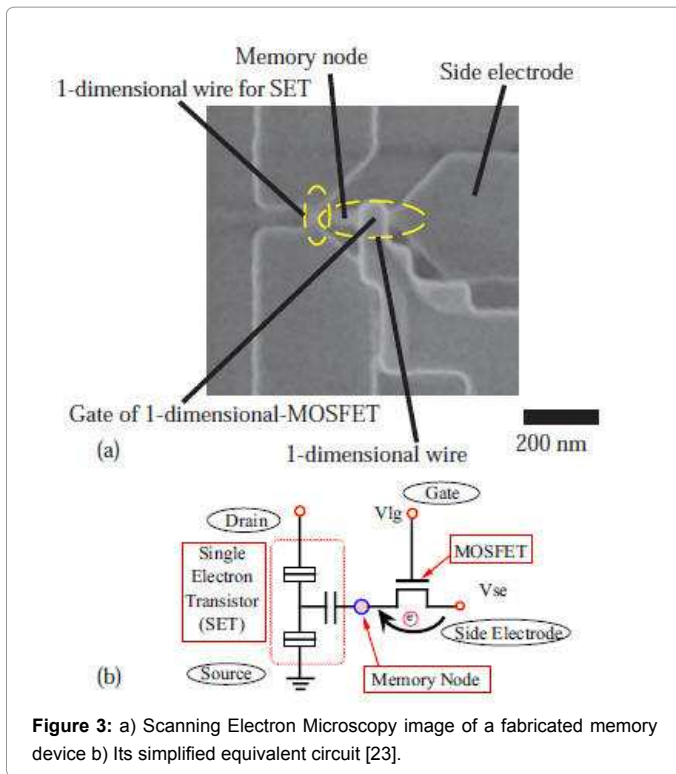 Memory node
Side electrode
1-dimensional wire for SET
Gate of 1-dimensional-MOSFET
1-dimensional wire
200 nm
(a)
Gate
Vlg
Drain
MOSFET
Single
Electron
Transistor
(SET)
Vse
e
Side Electrode
Source
Memory Node
(b)
Figure 3: a) Scanning Electron Microscopy image of a fabricated memory
device b) Its simplified equivalent circuit [23].